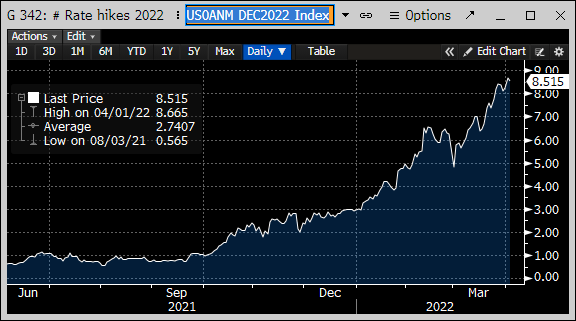 G 342: # Rate hikes 2022 US0ANM DEC2022 Index Options
Actions Edit
1D 3D 1M 6M YTD 1Y 5Y Max Daily Table Edit Chart
Last Price 8.515
High on 04/01/22 8.665
Average 2.7407
Low on 08/03/21 0.565
9.00
8.515
8.00
7.00
6.00
5.00
4.00
3.00
2.00
1.00
0.00
Jun Sep Dec Mar
2021 2022